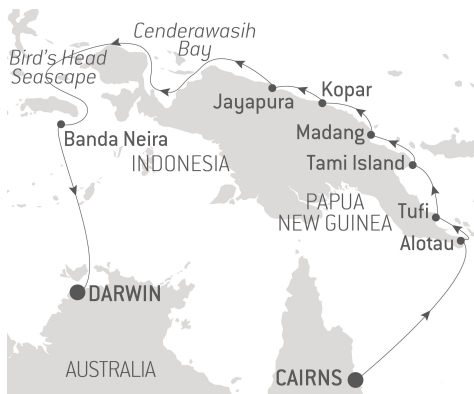 Cenderawasih
Bay
Bird's Head
Seascape
Kopar
Jayapura
Madang
Banda Neira
INDONESIA
Tami Island
PAPUA
NEW GUINEA
Tufi
Alotau
DARWIN
AUSTRALIA
CAIRNS